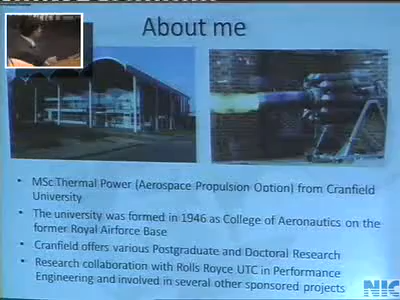 About me
• MSc Thermal Power (Aerospace Propulsion Option) from Cranfield
University
• The university was formed in 1946 as College of Aeronautics on the
former Royal Airforce Base
• Cranfield offers various Postgraduate and Doctoral Research
• Research collaboration with Rolls Royce UTC in Performance
Engineering and involved in several other sponsored projects
NIC